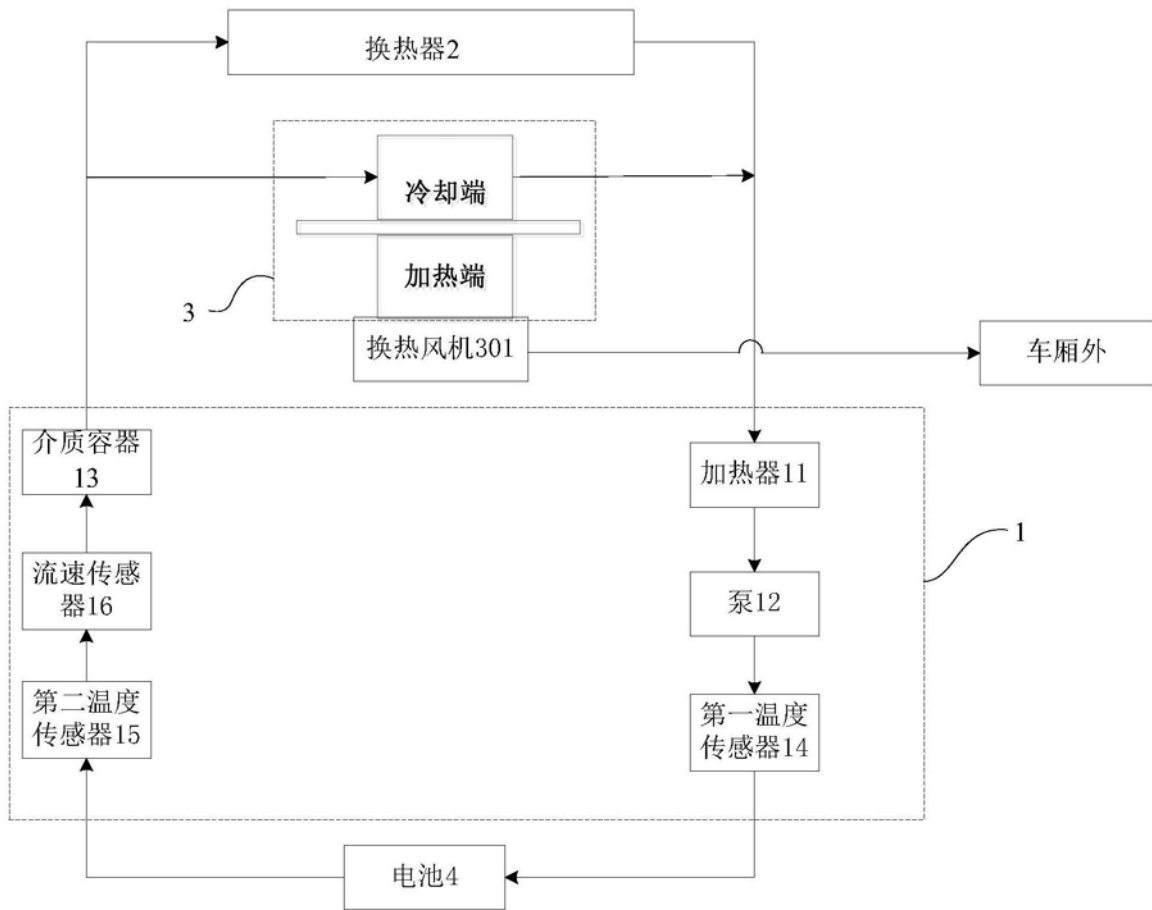 换热器2
冷却端
加热端
3
换热风机301
车厢外
介质容器
13
加热器11
1
流速传感
器16
泵12
第二温度
传感器15
第一温度
传感器14
电池4